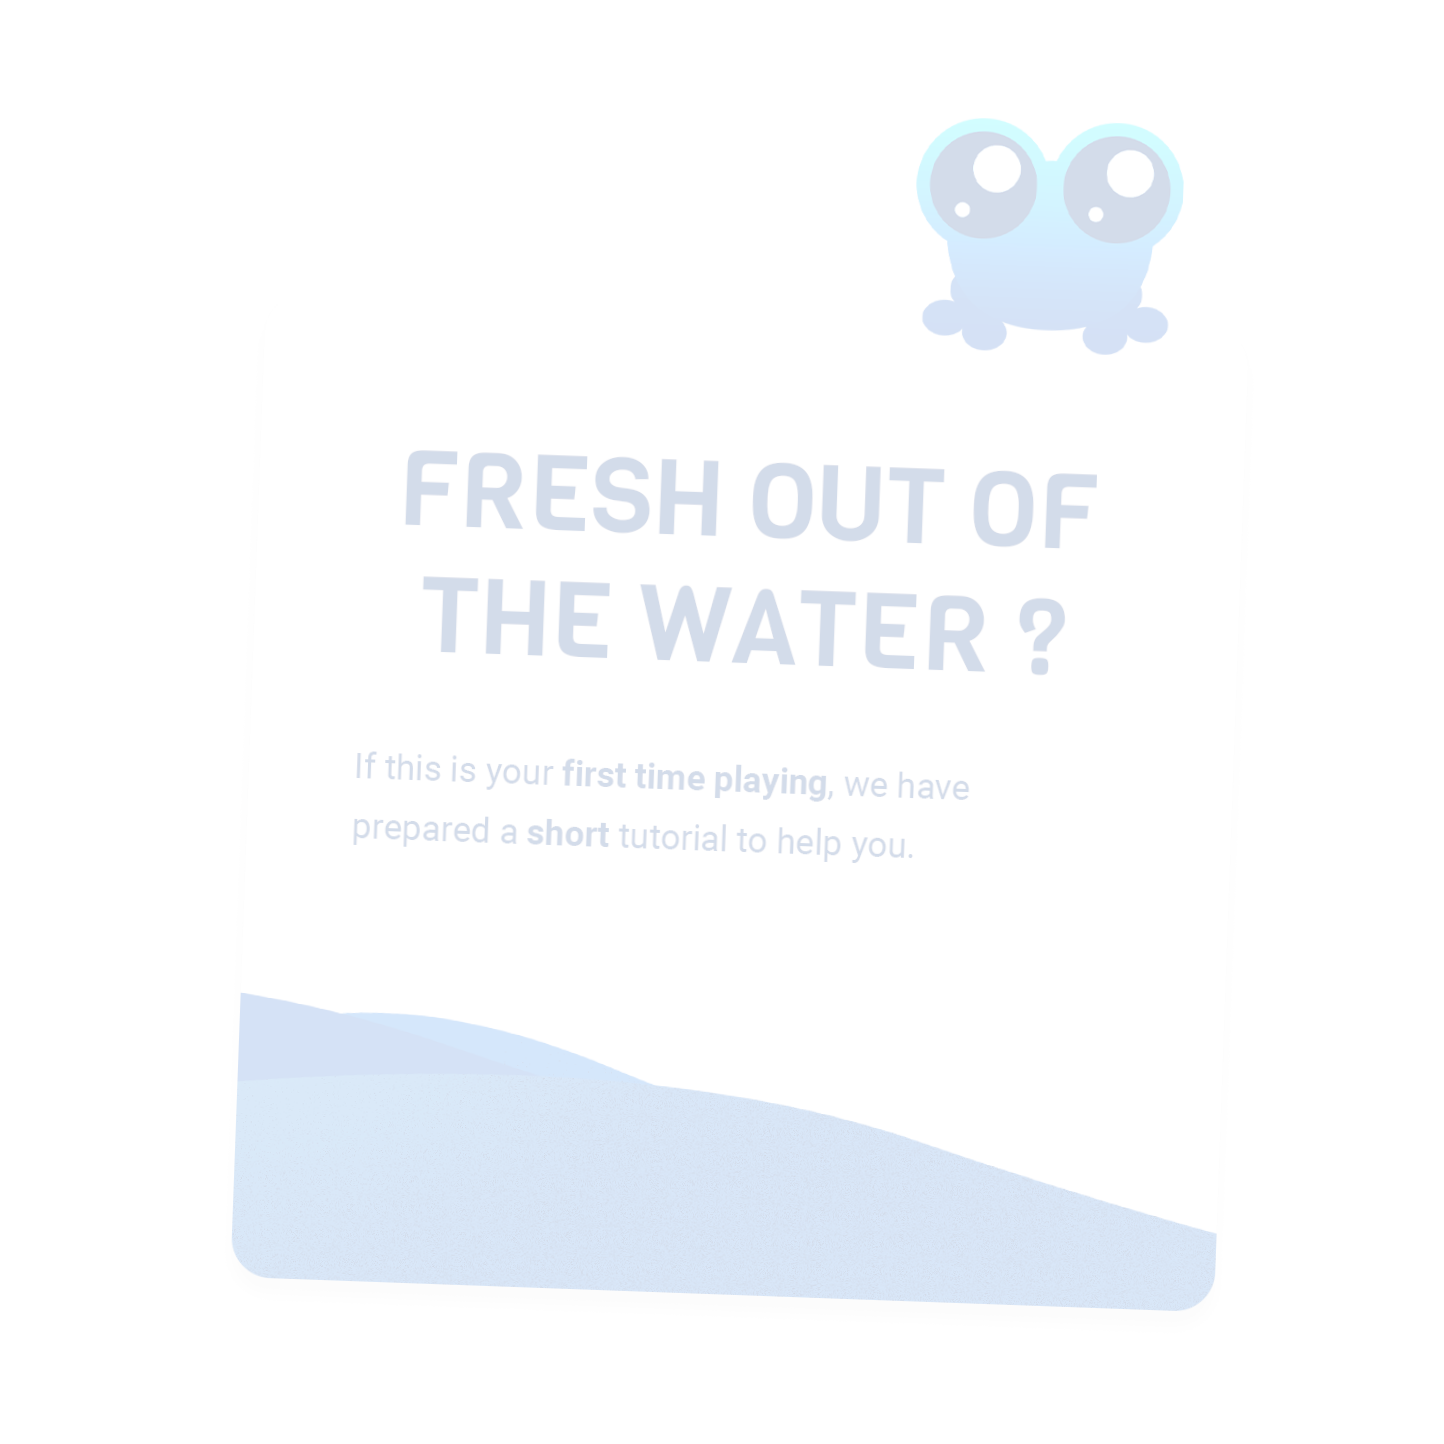 FRESH OUT OF
THE WATER ?
If this is your first time playing, we have
prepared a short tutorial to help you.